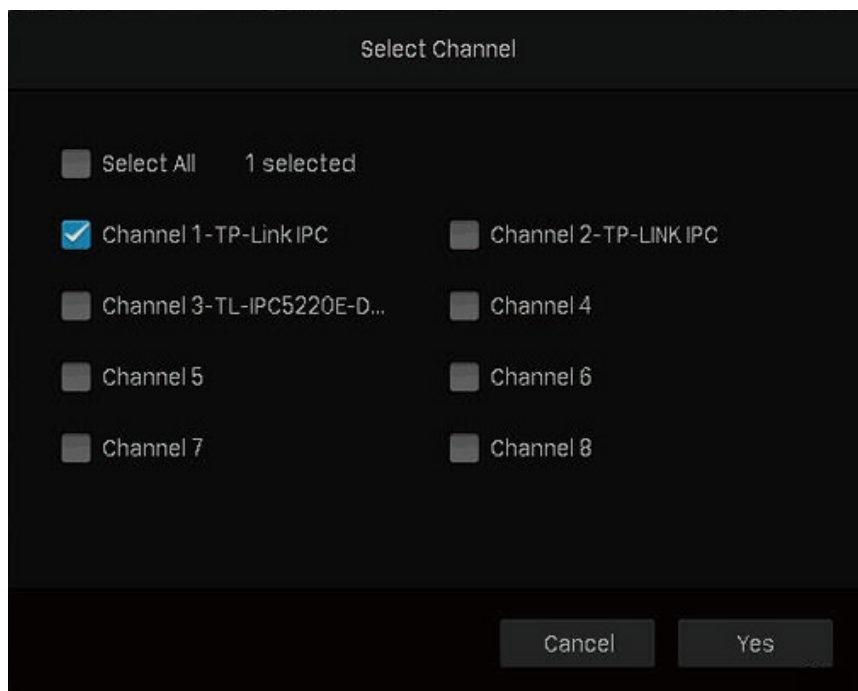 Select Channel
Select All 1 selected
Channel 1-TP-Link IPC Channel 2-TP-LINK IPC
Channel 3-TL-IPC5220E-D... Channel 4
Channel 5 Channel 6
Channel 7 Channel 8
Cancel Yes